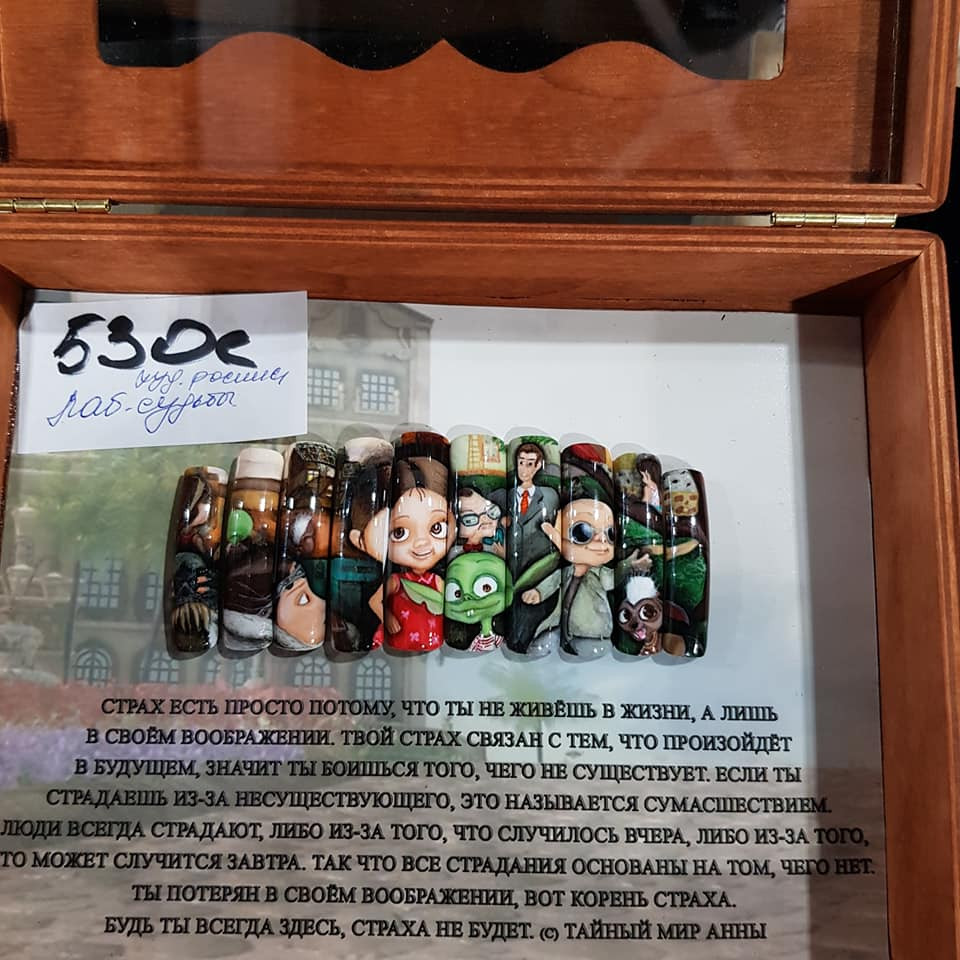 530с
худ. роспись
Лаб-судьбы
СТРАХ ЕСТЬ ПРОСТО ПОТОМУ, ЧТО ТЫ НЕ ЖИВЁШЬ В ЖИЗНИ, А ЛИШЬ
В СВОЁМ ВООБРАЖЕНИИ. ТВОЙ СТРАХ СВЯЗАН С ТЕМ, ЧТО ПРОИЗОЙДЁТ
В БУДУЩЕМ, ЗНАЧИТ ТЫ БОИШЬСЯ ТОГО, ЧЕГО НЕ СУЩЕСТВУЕТ. ЕСЛИ ТЫ
СТРАДАЕШЬ ИЗ-ЗА НЕСУЩЕСТВУЮЩЕГО, ЭТО НАЗЫВАЕТСЯ СУМАСШЕСТВИЕМ.
ЛЮДИ ВСЕГДА СТРАДАЮТ, ЛИБО ИЗ-ЗА ТОГО, ЧТО СЛУЧИЛОСЬ ВЧЕРА, ЛИБО ИЗ-ЗА ТОГО,
ТО МОЖЕТ СЛУЧИТСЯ ЗАВТРА. ТАК ЧТО ВСЕ СТРАДАНИЯ ОСНОВАНЫ НА ТОМ, ЧЕГО НЕТ.
ТЫ ПОТЕРЯН В СВОЁМ ВООБРАЖЕНИИ, ВОТ КОРЕНЬ СТРАХА.
БУДЬ ТЫ ВСЕГДА ЗДЕСЬ, СТРАХА НЕ БУДЕТ. (С) ТАЙНЫЙ МИР АННЫ